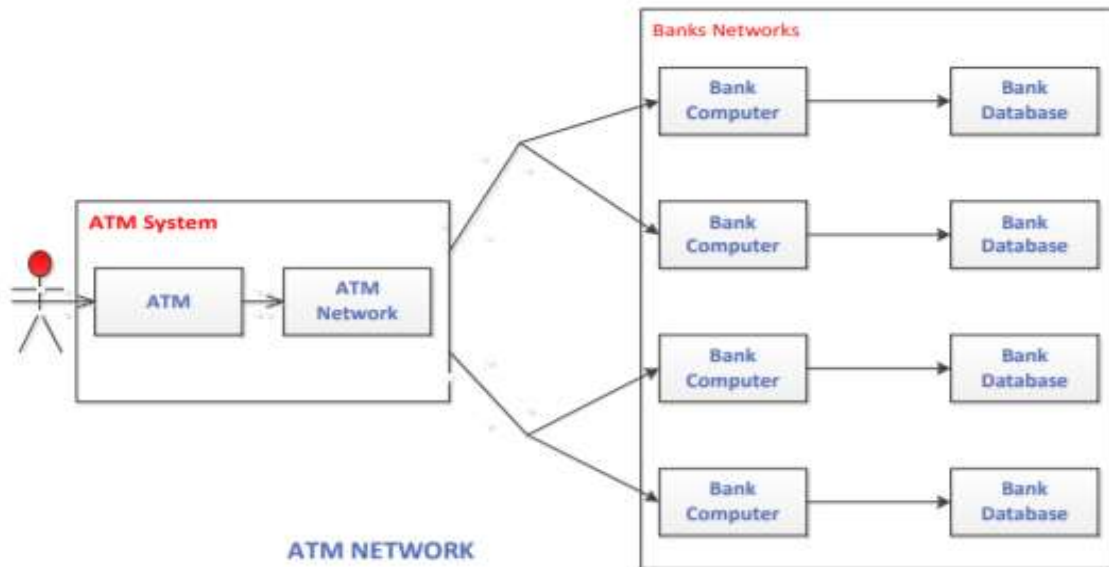 Banks Networks
Bank
Computer
Bank
Database
Bank
Computer
Bank
Database
ATM System
ATM
ATM
Network
Bank
Computer
Bank
Database
Bank
Computer
Bank
Database
ATM NETWORK